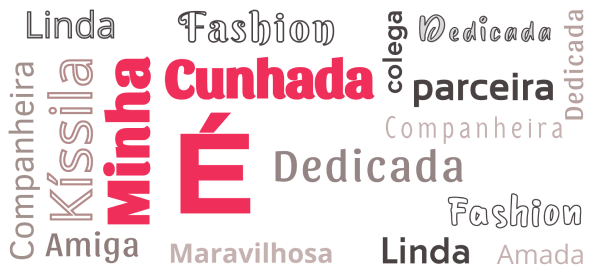 Linda
Fashion
colega
Dedicada
Dedicada
Companheira
Kíssila
Minha
Cunhada
parceira
Companheira
É
Dedicada
Fashion
Amiga
Maravilhosa
Linda
Amada